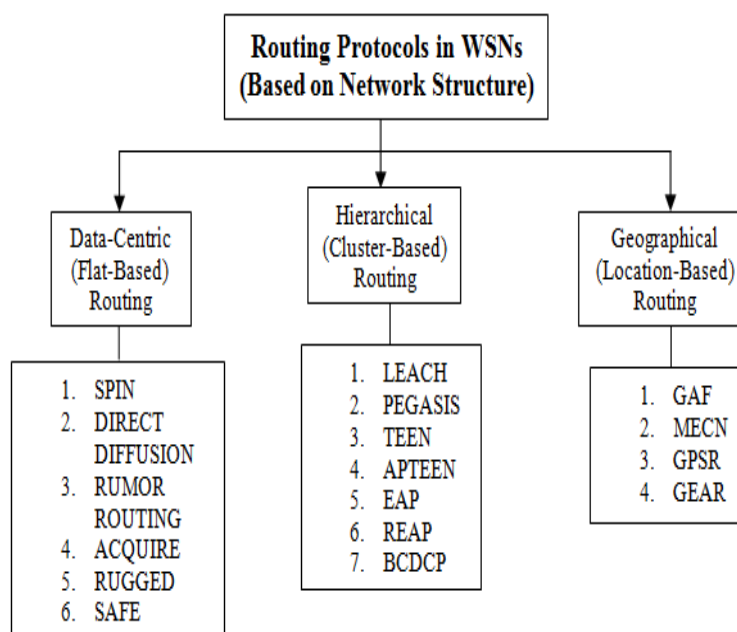 Routing Protocols in WSNs
(Based on Network Structure)
Data-Centric
(Flat-Based)
Routing
Hierarchical
(Cluster-Based)
Routing
Geographical
(Location-Based)
Routing
1. SPIN
2. DIRECT
DIFFUSION
3. RUMOR
ROUTING
4. ACQUIRE
5. RUGGED
6. SAFE
1. LEACH
2. PEGASIS
3. TEEN
4. APTEEN
5. EAP
6. REAP
7. BCDCP
1. GAF
2. MECN
3. GPSR
4. GEAR